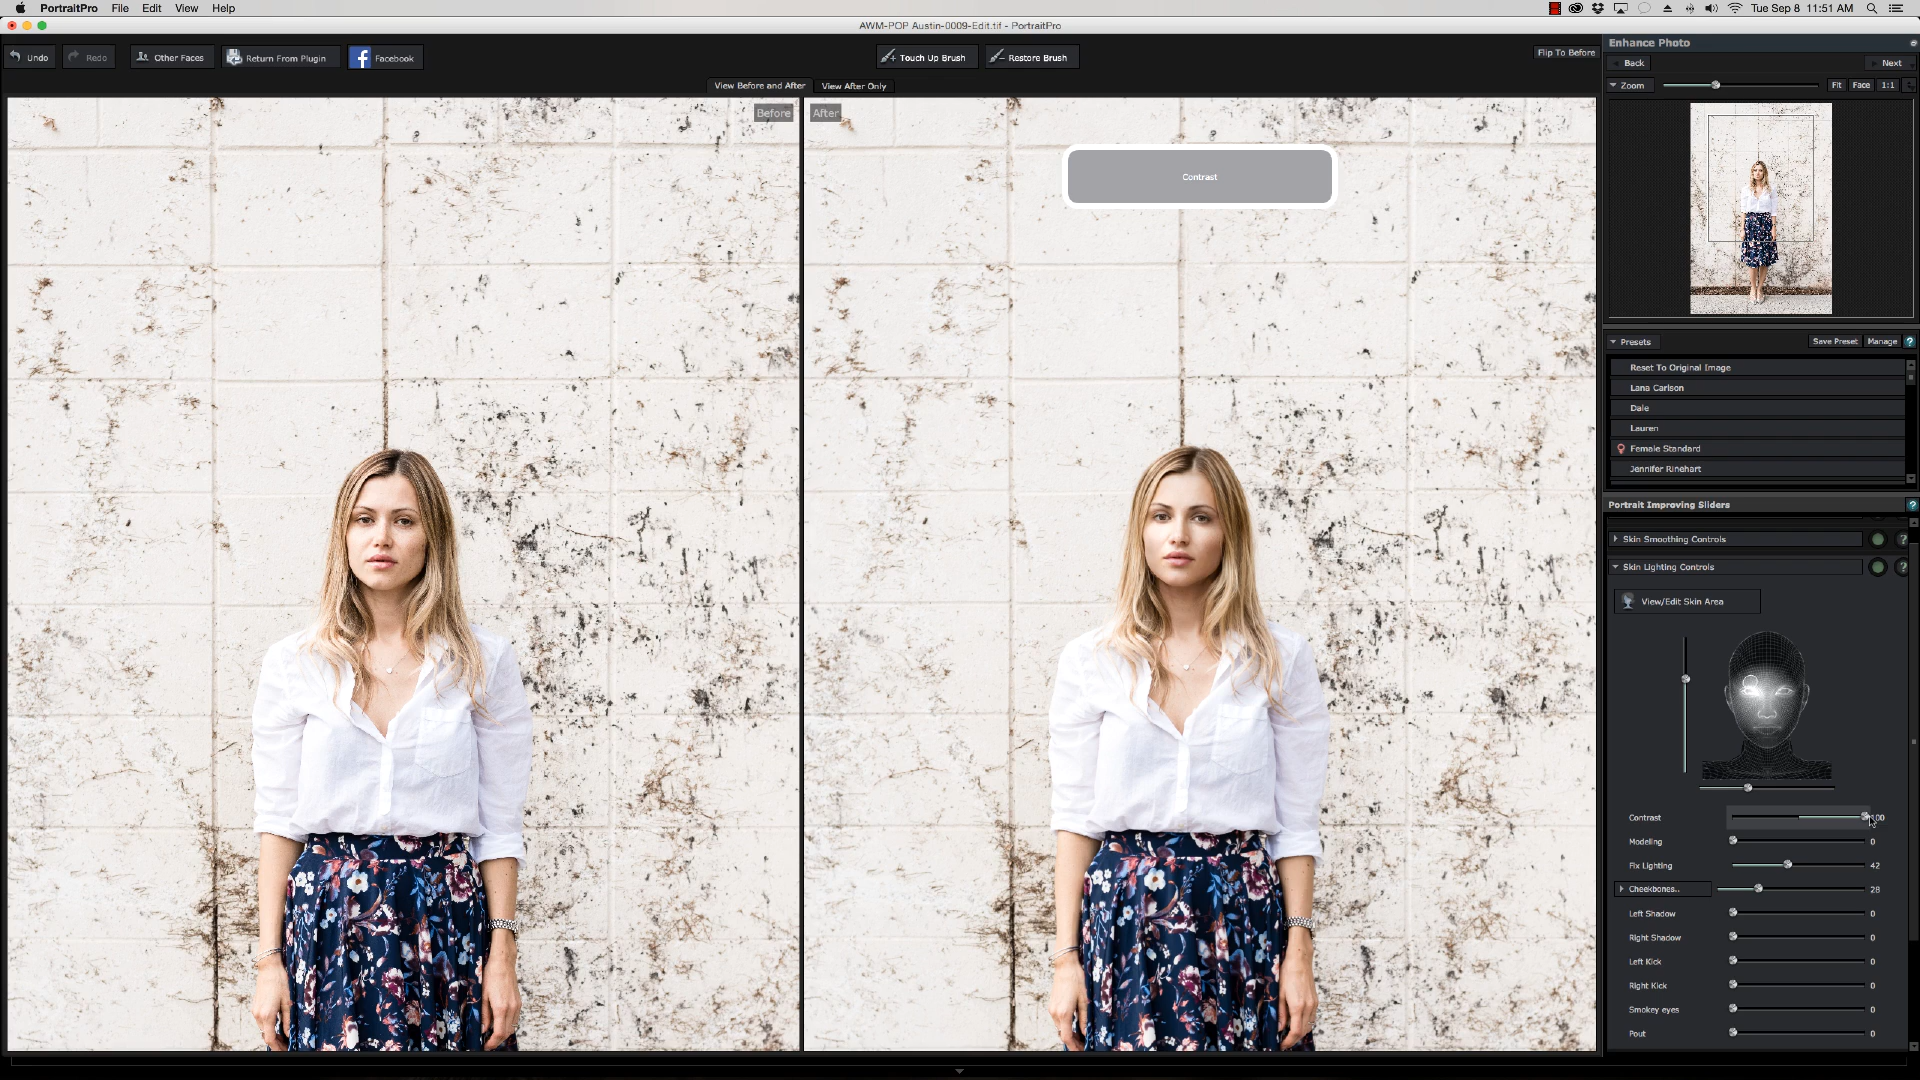 PortraitPro File Edit View Help
Tue Sep 8 11:51 AM
AWM-POP Austin-0009-Edit.tif - PortraitPro
Undo Redo Other Faces Return From Plugin Facebook Touch Up Brush Restore Brush Flip To Before
View Before and After View After Only
Before After
Contrast
Enhance Photo
Back Next
Zoom Fit Face 1:1
Presets Save Preset Manage ?
Reset To Original Image
Lana Carlson
Dale
Lauren
Female Standard
Jennifer Rinehart
Portrait Improving Sliders ?
Skin Smoothing Controls ?
Skin Lighting Controls ?
View/Edit Skin Area
Contrast 100
Modeling 0
Fix Lighting 42
Cheekbones.. 28
Left Shadow 0
Right Shadow 0
Left Kick 0
Right Kick 0
Smokey eyes 0
Pout 0